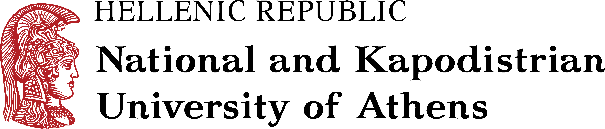 HELLENIC REPUBLIC
National and Kapodistrian
University of Athens